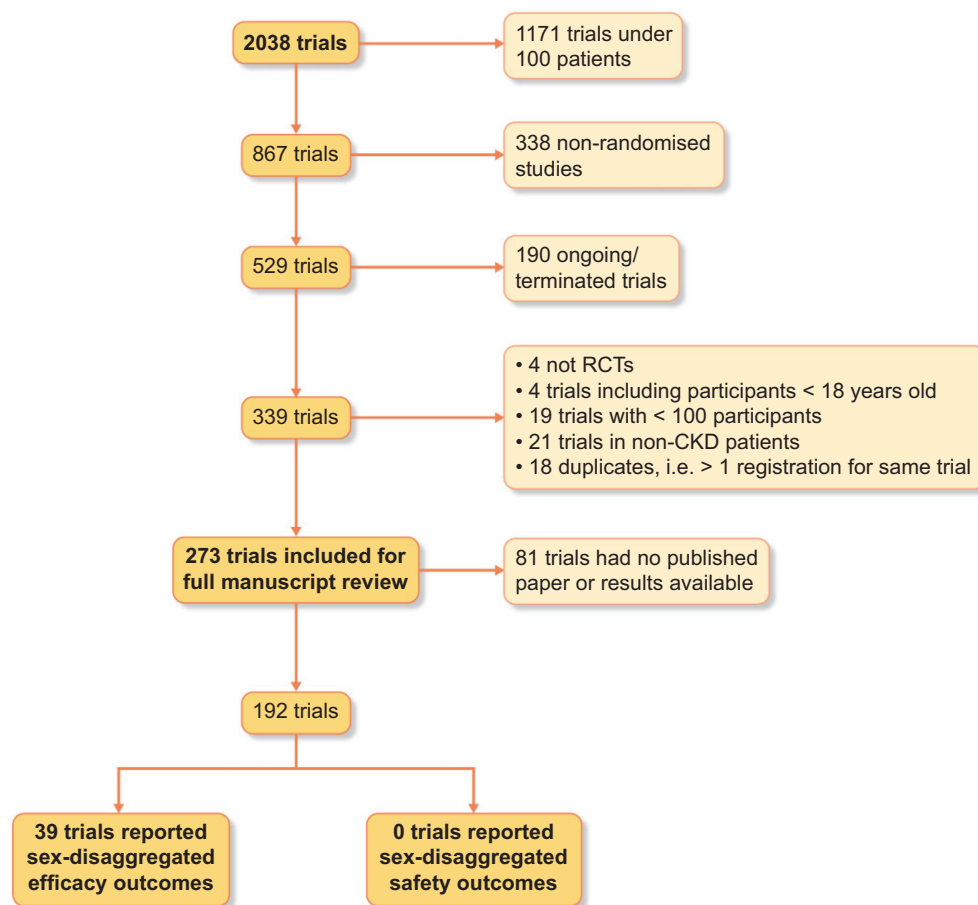 2038 trials
1171 trials under
100 patients
867 trials
338 non-randomised
studies
529 trials
190 ongoing/
terminated trials
339 trials
• 4 not RCTs
• 4 trials including participants < 18 years old
• 19 trials with < 100 participants
• 21 trials in non-CKD patients
• 18 duplicates, i.e. > 1 registration for same trial
273 trials included for
full manuscript review
81 trials had no published
paper or results available
192 trials
39 trials reported
sex-disaggregated
efficacy outcomes
0 trials reported
sex-disaggregated
safety outcomes